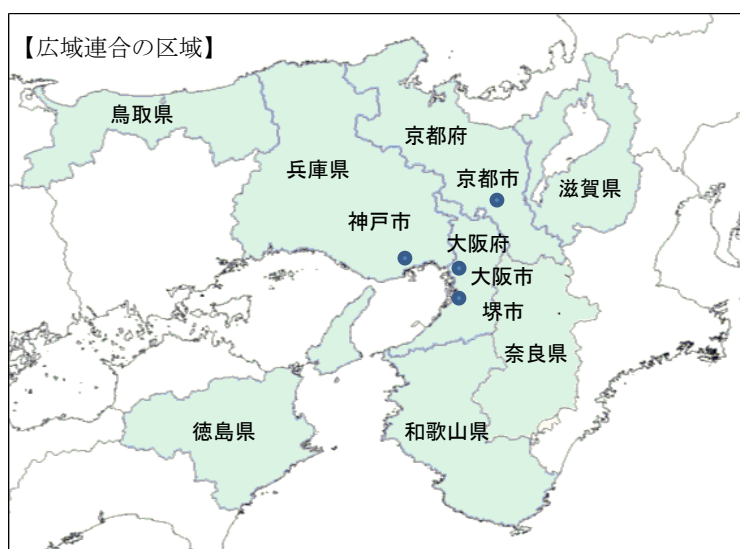 【広域連合の区域】
鳥取県
京都府
兵庫県
京都市
滋賀県
神戸市
大阪府
大阪市
堺市
奈良県
徳島県
和歌山県